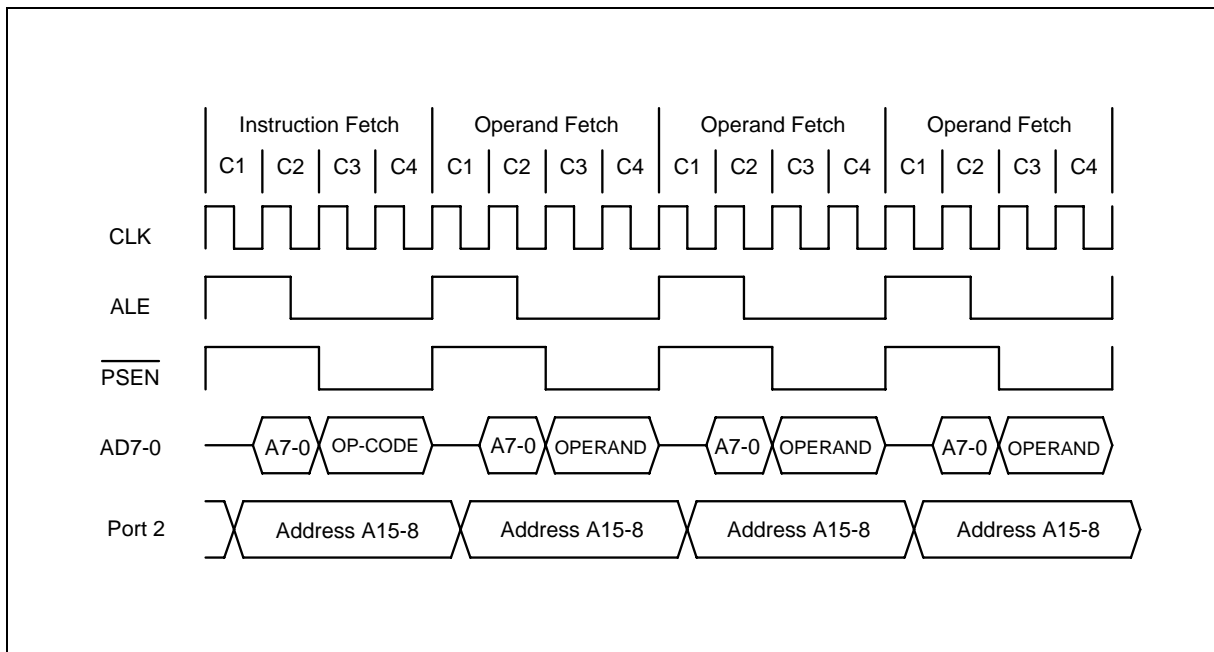 Instruction Fetch Operand Fetch Operand Fetch Operand Fetch
C1 C2 C3 C4 C1 C2 C3 C4 C1 C2 C3 C4 C1 C2 C3 C4
CLK
ALE
PSEN
AD7-0 A7-0 OP-CODE A7-0 OPERAND A7-0 OPERAND A7-0 OPERAND
Port 2 Address A15-8 Address A15-8 Address A15-8 Address A15-8